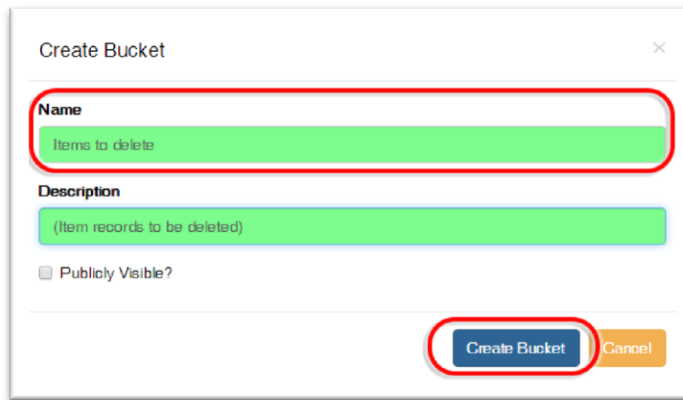 Create Bucket ×
Name
Items to delete
Description
(Item records to be deleted)
Publicly Visible?
Create Bucket Cancel